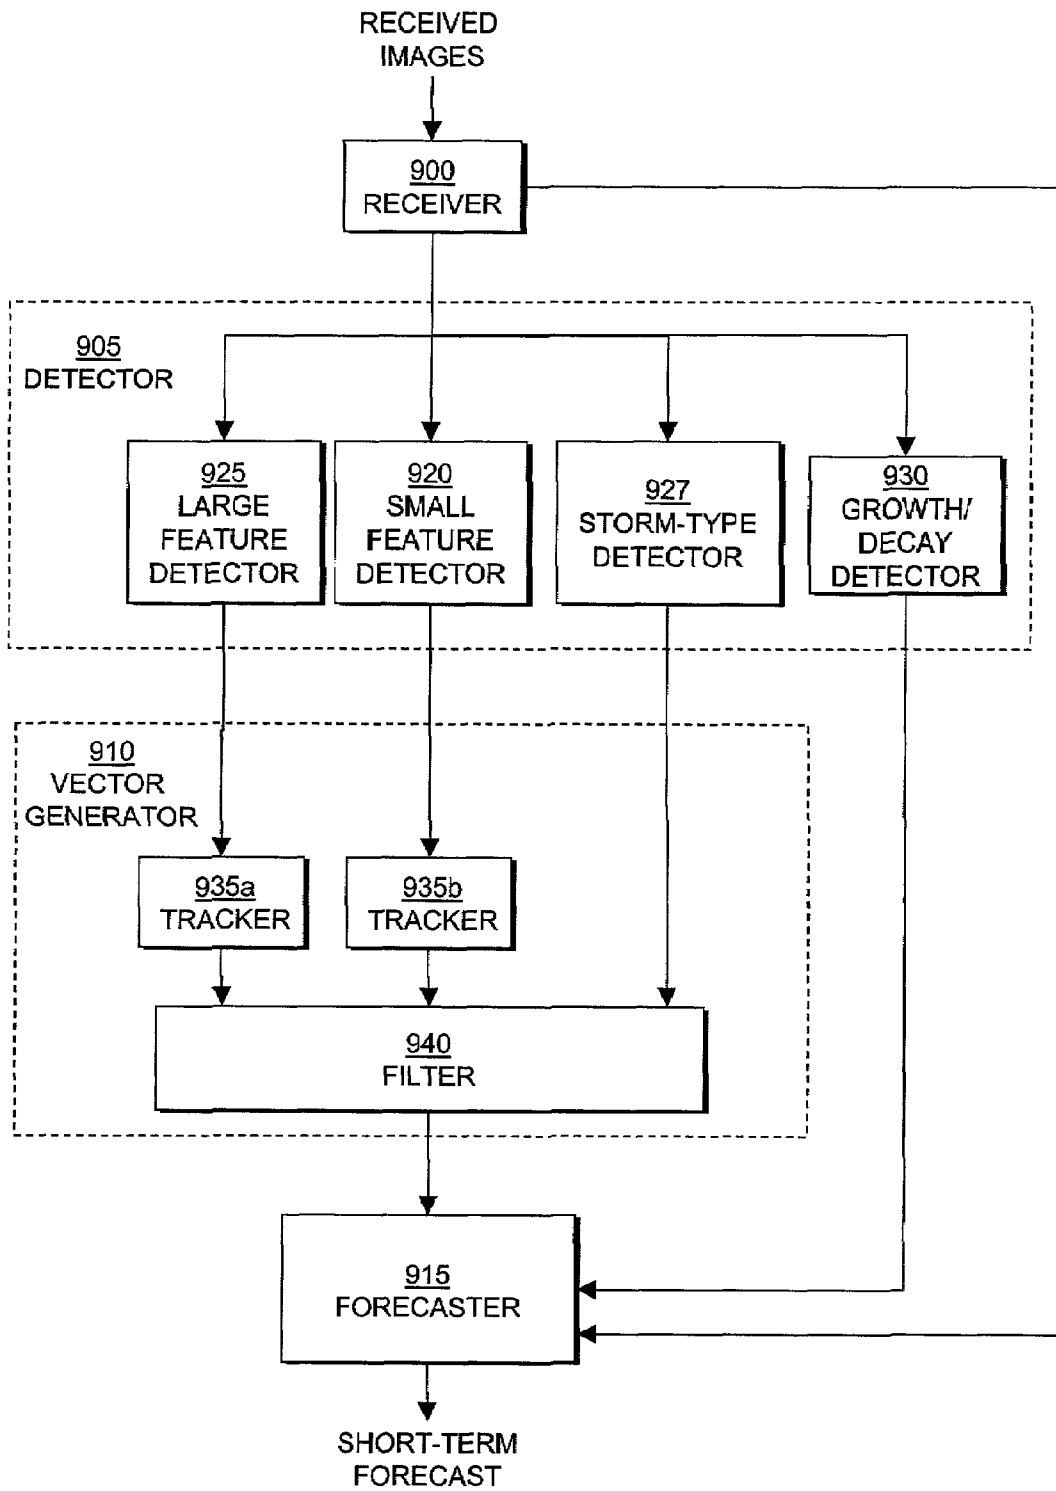 RECEIVED
IMAGES
900
RECEIVER
905
DETECTOR
925
LARGE
FEATURE
DETECTOR
920
SMALL
FEATURE
DETECTOR
927
STORM-TYPE
DETECTOR
930
GROWTH/
DECAY
DETECTOR
910
VECTOR
GENERATOR
935a
TRACKER
935b
TRACKER
940
FILTER
915
FORECASTER
SHORT-TERM
FORECAST